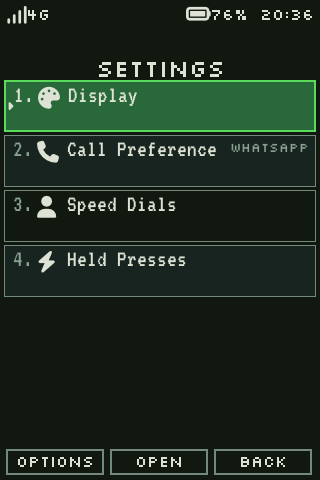 4G 76% 20:36
SETTINGS
1. Display
2. Call Preference WHATSAPP
3. Speed Dials
4. Held Presses
OPTIONS OPEN BACK